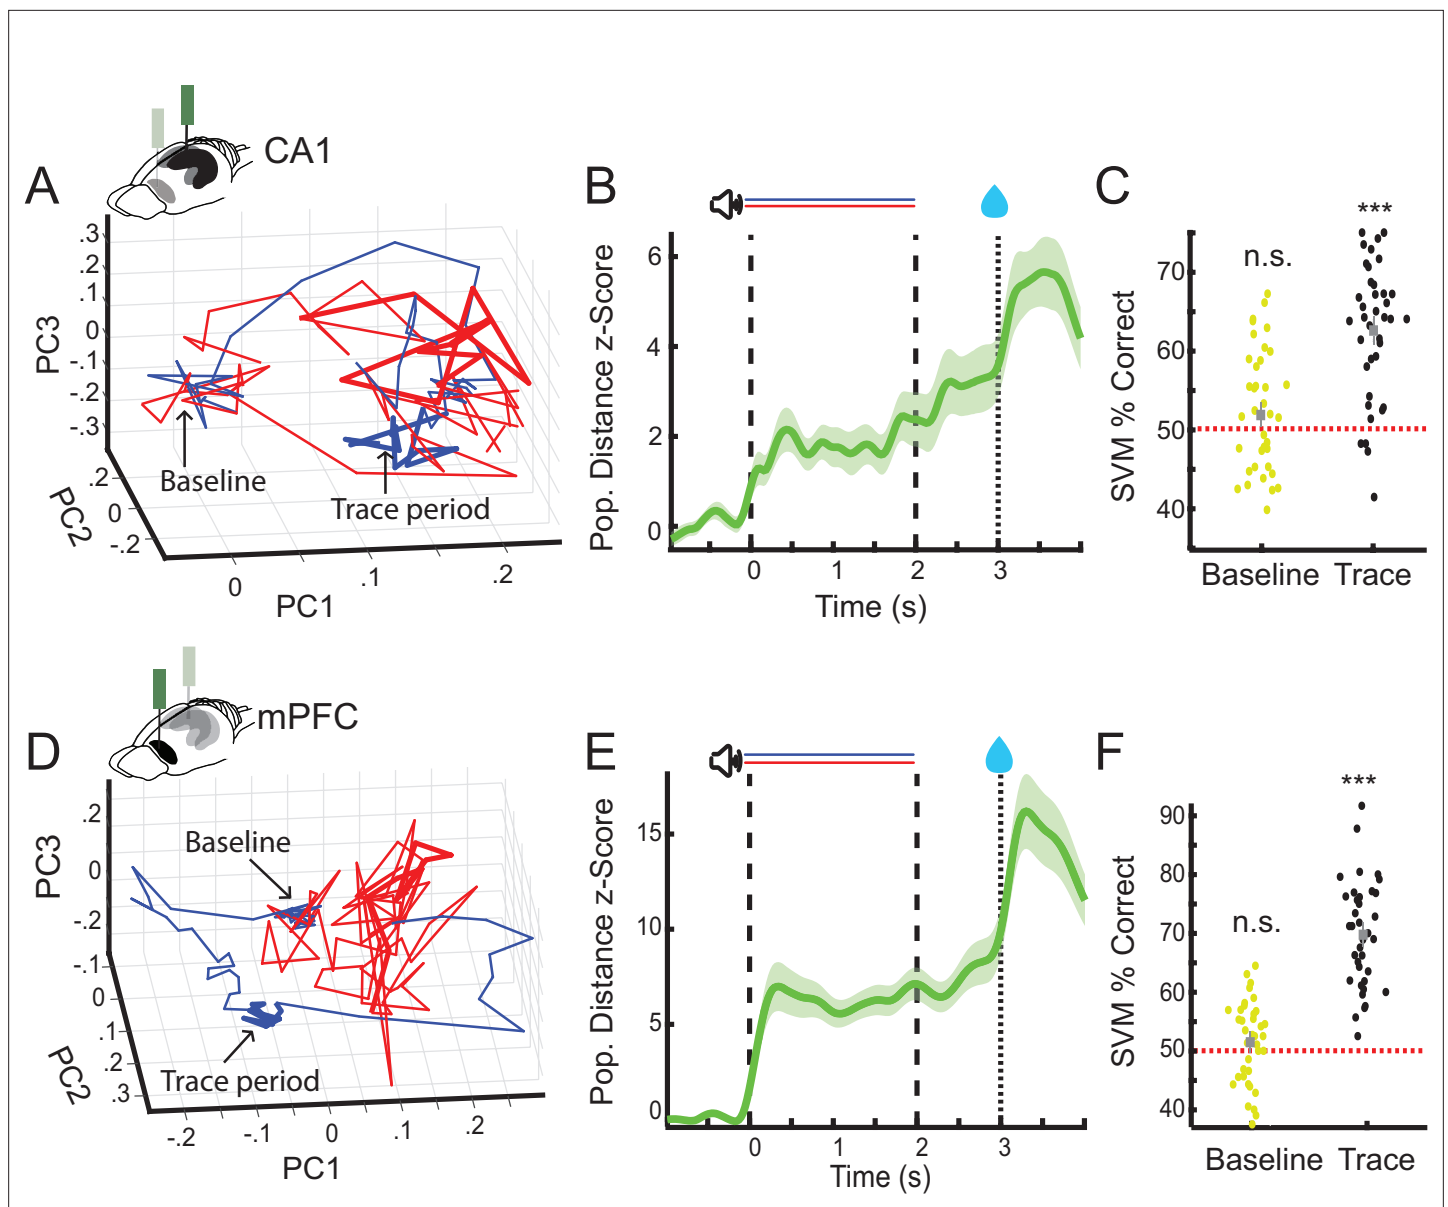 CA1
A
B
C
.3
.2
.1
0
-.1
-.2
-.3
PC3
.2
0
-.2
PC2
0
.1
.2
PC1
Baseline
Trace period
6
4
2
0
Pop. Distance z-Score
0
1
2
3
Time (s)
n.s.
***
70
60
50
40
SVM % Correct
Baseline
Trace
mPFC
D
E
F
.2
0
-.2
PC3
-.1
0
.1
.2
.3
PC2
-.2
-.1
0
.1
.2
PC1
Baseline
Trace period
15
10
5
0
Pop. Distance z-Score
0
1
2
3
Time (s)
n.s.
***
90
80
70
60
50
40
SVM % Correct
Baseline
Trace